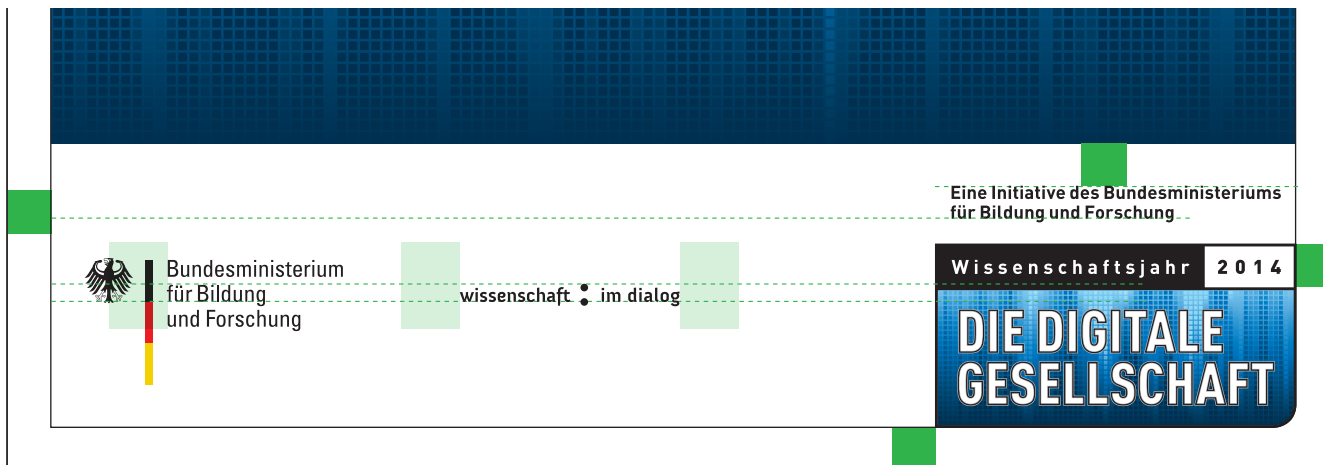 Eine Initiative des Bundesministeriums
für Bildung und Forschung
Bundesministerium
für Bildung
und Forschung
wissenschaft : im dialog
Wissenschaftsjahr 2014
DIE DIGITALE
GESELLSCHAFT